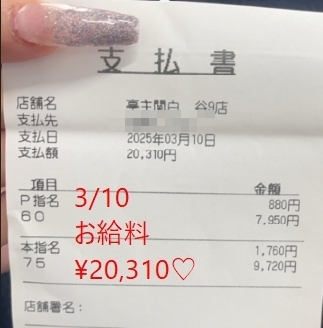 支 払 書
店舗名 亭主関白 谷9店
支払先
支払日 2025年03月10日
支払額 20,310円
項目 金額
P指名 880円
60 7,950円
本指名 1,760円
75 9,720円
店舗署名:
3/10
お給料
¥20,310♡